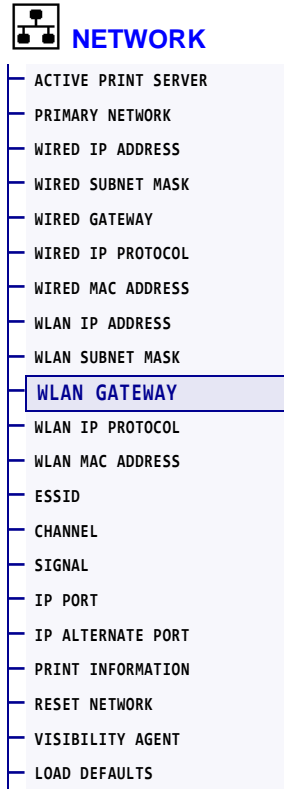 NETWORK
ACTIVE PRINT SERVER
PRIMARY NETWORK
WIRED IP ADDRESS
WIRED SUBNET MASK
WIRED GATEWAY
WIRED IP PROTOCOL
WIRED MAC ADDRESS
WLAN IP ADDRESS
WLAN SUBNET MASK
WLAN GATEWAY
WLAN IP PROTOCOL
WLAN MAC ADDRESS
ESSID
CHANNEL
SIGNAL
IP PORT
IP ALTERNATE PORT
PRINT INFORMATION
RESET NETWORK
VISIBILITY AGENT
LOAD DEFAULTS